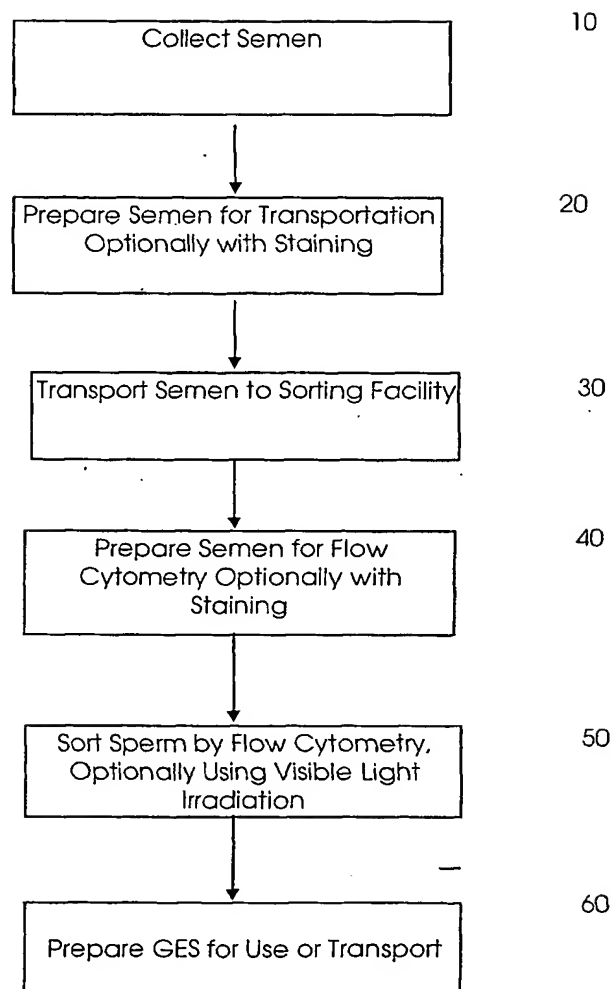 10
Collect Semen
20
Prepare Semen for Transportation
Optionally with Staining
30
Transport Semen to Sorting Facility
40
Prepare Semen for Flow
Cytometry Optionally with
Staining
50
Sort Sperm by Flow Cytometry,
Optionally Using Visible Light
Irradiation
60
Prepare GES for Use or Transport